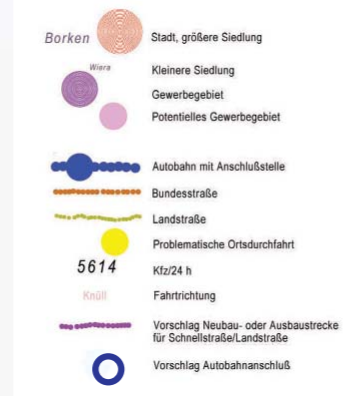 Borken Stadt, größere Siedlung
Wiera Kleinere Siedlung
Gewerbegebiet
Potentielles Gewerbegebiet
Autobahn mit Anschlußstelle
Bundesstraße
Landstraße
Problematische Ortsdurchfahrt
5614 Kfz/24 h
Knüll Fahrtrichtung
Vorschlag Neubau- oder Ausbaustrecke
für Schnellstraße/Landstraße
Vorschlag Autobahnanschluß